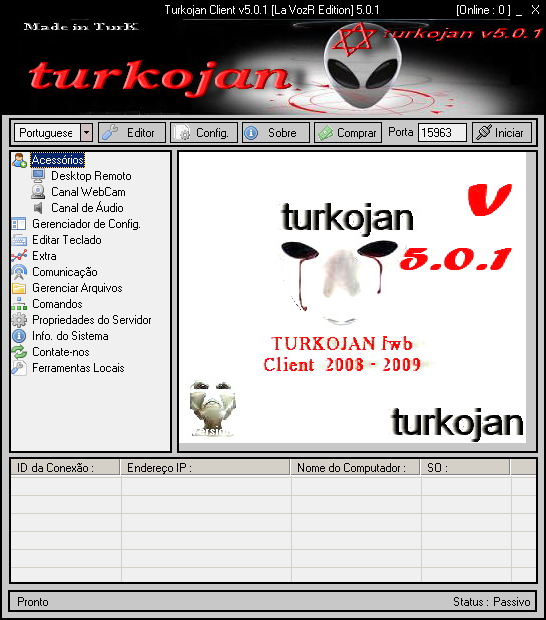 Turkojan Client v5.0.1 [La VozR Edition] 5.0.1 [Online : 0] _ X
Made in TurK
turkojan v5.0.1
turkojan
Portuguese Editor Config. Sobre Comprar Porta 15963 Iniciar
Acessórios
Desktop Remoto
Canal WebCam
Canal de Áudio
Gerenciador de Config.
Editar Teclado
Extra
Comunicação
Gerenciar Arquivos
Comandos
Propriedades do Servidor
Info. do Sistema
Contate-nos
Ferramentas Locais
V
turkojan
5.0.1
TURKOJAN fwb
Client 2008 - 2009
turkojan
ID da Conexão : Endereço IP : Nome do Computador : SO :
Pronto Status : Passivo